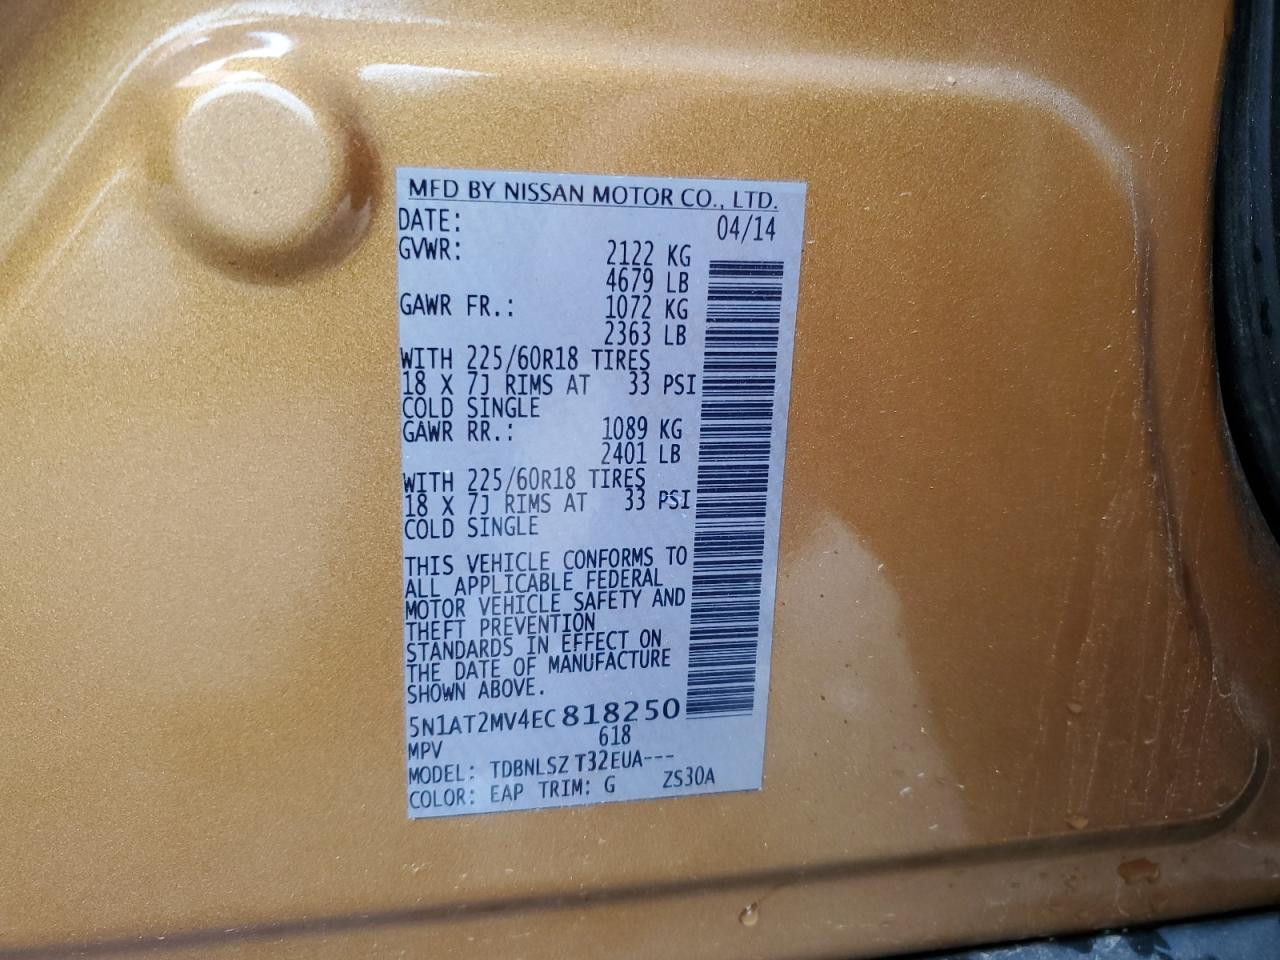 MFD BY NISSAN MOTOR CO., LTD.
DATE: 04/14
GVWR: 2122 KG
4679 LB
GAWR FR.: 1072 KG
2363 LB
WITH 225/60R18 TIRES
18 X 7J RIMS AT 33 PSI
COLD SINGLE
GAWR RR.: 1089 KG
2401 LB
WITH 225/60R18 TIRES
18 X 7J RIMS AT 33 PSI
COLD SINGLE
THIS VEHICLE CONFORMS TO
ALL APPLICABLE FEDERAL
MOTOR VEHICLE SAFETY AND
THEFT PREVENTION
STANDARDS IN EFFECT ON
THE DATE OF MANUFACTURE
SHOWN ABOVE.
5N1AT2MV4EC818250
MPV 618
MODEL: TDBNLSZ T32EUA---
COLOR: EAP TRIM: G ZS30A